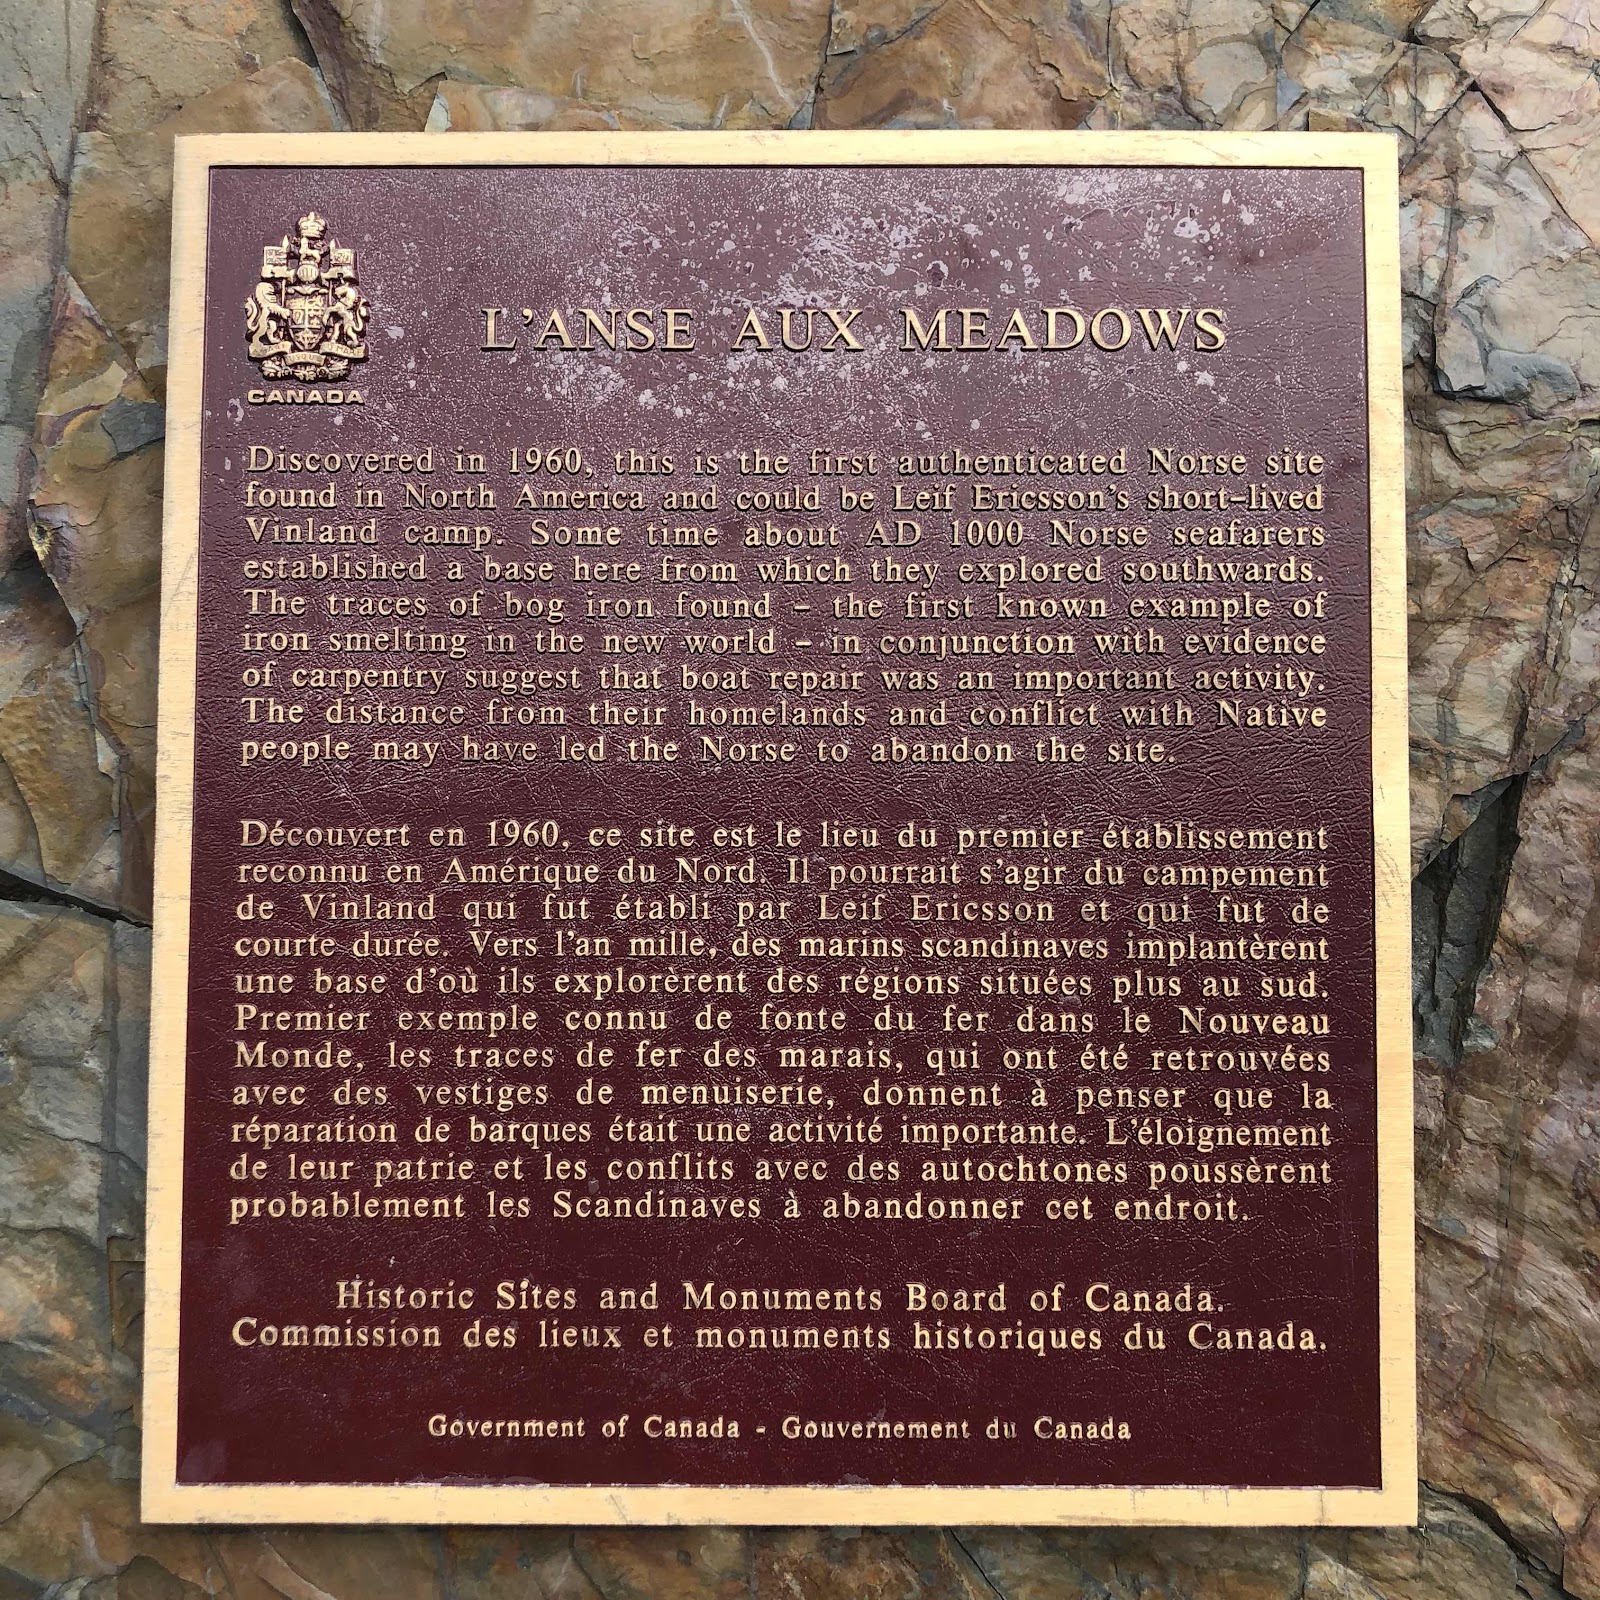 L'ANSE AUX MEADOWS
CANADA
Discovered in 1960, this is the first authenticated Norse site
found in North America and could be Leif Ericsson's short-lived
Vinland camp. Some time about AD 1000 Norse seafarers
established a base here from which they explored southwards.
The traces of bog iron found - the first known example of
iron smelting in the new world - in conjunction with evidence
of carpentry suggest that boat repair was an important activity.
The distance from their homelands and conflict with Native
people may have led the Norse to abandon the site.
Découvert en 1960, ce site est le lieu du premier établissement
reconnu en Amérique du Nord. Il pourrait s'agir du campement
de Vinland qui fut établi par Leif Ericsson et qui fut de
courte durée. Vers l'an mille, des marins scandinaves implantèrent
une base d'où ils explorèrent des régions situées plus au sud.
Premier exemple connu de fonte du fer dans le Nouveau
Monde, les traces de fer des marais, qui ont été retrouvées
avec des vestiges de menuiserie, donnent à penser que la
réparation de barques était une activité importante. L'éloignement
de leur patrie et les conflits avec des autochtones poussèrent
probablement les Scandinaves à abandonner cet endroit.
Historic Sites and Monuments Board of Canada.
Commission des lieux et monuments historiques du Canada.
Government of Canada - Gouvernement du Canada